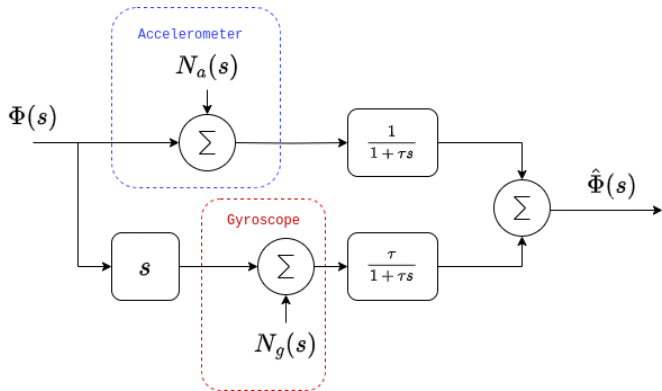 Accelerometer
N_a(s)
Φ(s)
Σ
1
1 + τs
Φ̂(s)
Σ
Gyroscope
s
Σ
τ
1 + τs
N_g(s)